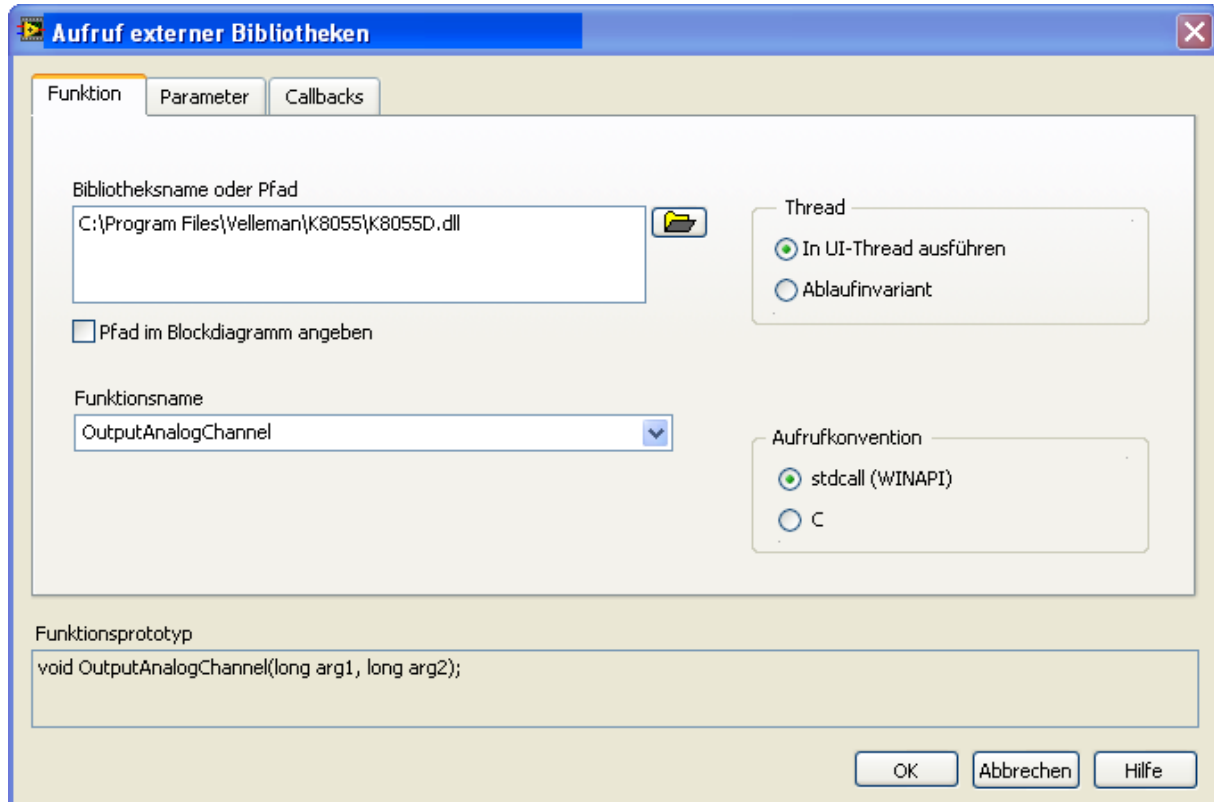 Aufruf externer Bibliotheken
Funktion
Parameter
Callbacks
Bibliotheksname oder Pfad
C:\Program Files\Velleman\K8055\K8055D.dll
Pfad im Blockdiagramm angeben
Funktionsname
OutputAnalogChannel
Thread
In UI-Thread ausführen
Ablaufinvariant
Aufrufkonvention
stdcall (WINAPI)
C
Funktionsprototyp
void OutputAnalogChannel(long arg1, long arg2);
OK
Abbrechen
Hilfe